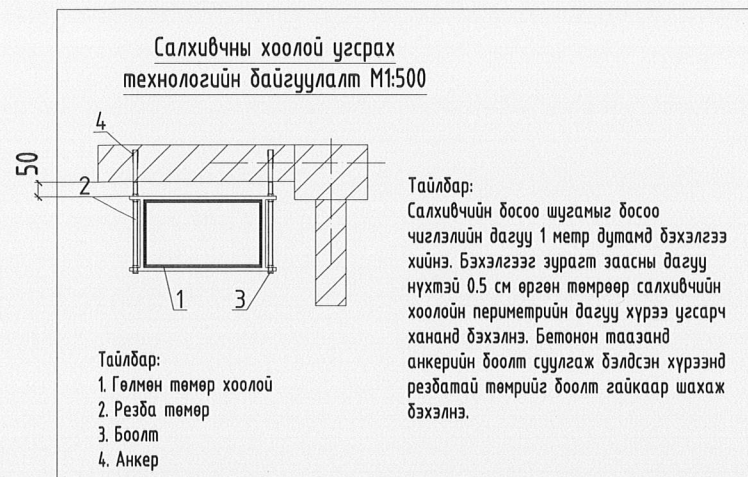 Салхивчны хоолой угсрах
технологийн байгуулалт М1:500
4
50
2
1
3
Тайлбар:
1. Гөлмөн төмөр хоолой
2. Резба төмөр
3. Боолт
4. Анкер
Тайлбар:
Салхивчийн босоо шугамыг босоо
чиглэлийн дагуу 1 метр дутамд бэхэлгээ
хийнэ. Бэхэлгээг зурагт заасны дагуу
нүхтэй 0.5 см өргөн төмрөөр салхивчийн
хоолойн периметрийн дагуу хүрээ угсарч
хананд бэхэлнэ. Бетонон таазанд
анкерийн боолт суулгаж бэлдсэн хүрээнд
резбатай төмрийг боолт гайкаар шахаж
бэхэлнэ.